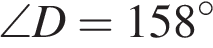 ∠D = 158°